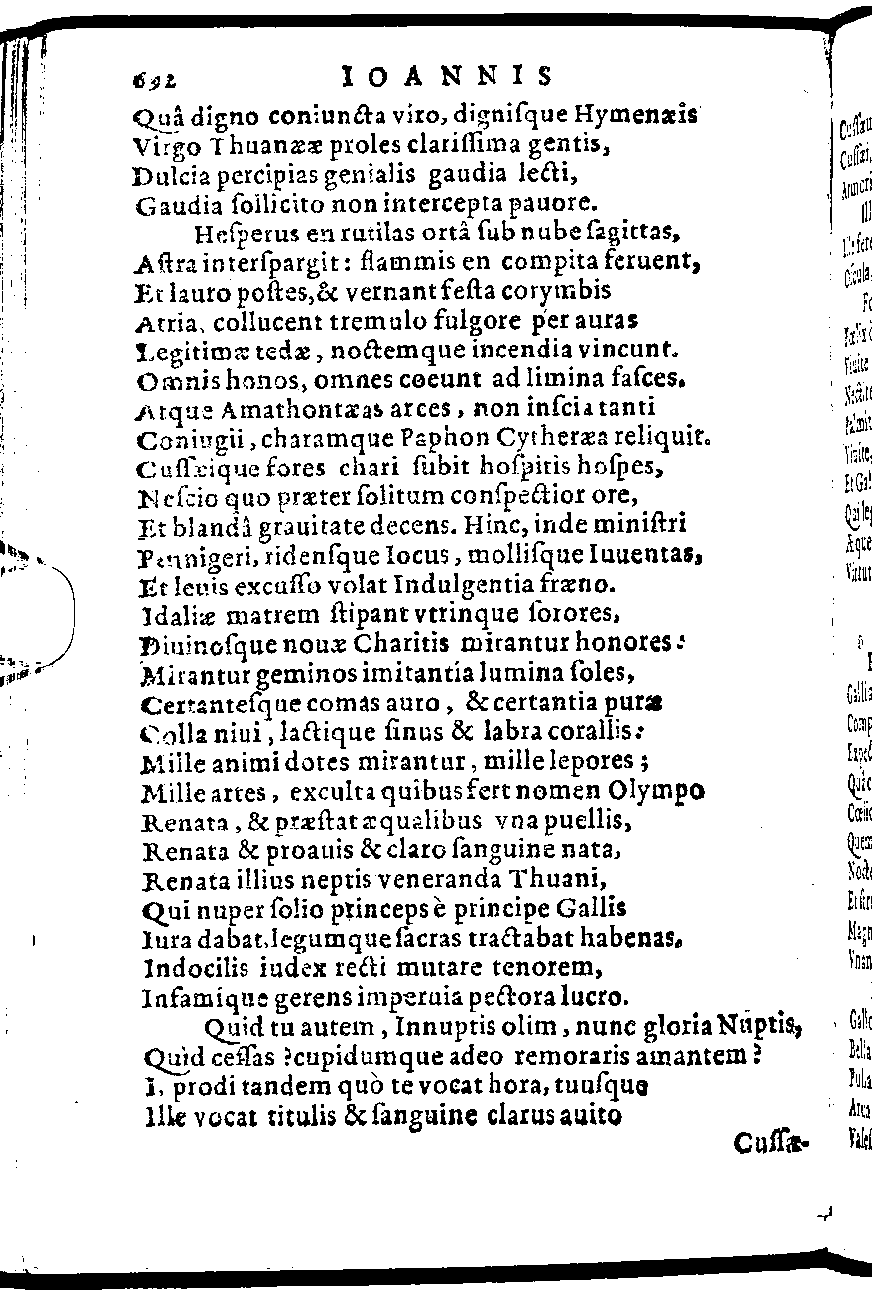 692 IOANNIS
Quâ digno coniuncta viro, digniſque Hymenæis
Virgo Thuanææ proles clariſſima gentis,
Dulcia percipias genialis gaudia lecti,
Gaudia ſollicito non intercepta pauore.
Heſperus en rutilas ortâ ſub nube ſagittas,
Aſtra interſpargit: flammis en compita feruent,
Et lauro poſtes, & vernant feſta corymbis
Atria, collucent tremulo fulgore per auras
Legitimæ tedæ, noctemque incendia vincunt.
Omnis honos, omnes coeunt ad limina faſces.
Atque Amathontæas arces, non inſcia tanti
Coniugii, charamque Paphon Cytheræa reliquit.
Cuſſæique fores chari ſubit hoſpitis hoſpes,
Neſcio quo præter ſolitum conſpectior ore,
Et blandâ grauitate decens. Hinc, inde miniſtri
Pennigeri, ridenſque Iocus, molliſque Iuuentas,
Et leuis excuſſo volat Indulgentia fræno.
Idaliæ matrem ſtipant vtrinque ſorores,
Diuinoſque nouæ Charitis mirantur honores:
Mirantur geminos imitantia lumina ſoles,
Certanteſque comas auro, & certantia puræ
Colla niui, lactique ſinus & labra corallis:
Mille animi dotes mirantur, mille lepores;
Mille artes, exculta quibus fert nomen Olympo
Renata, & præſtat æqualibus vna puellis,
Renata & proauis & claro ſanguine nata,
Renata illius neptis veneranda Thuani,
Qui nuper ſolio princeps è principe Gallis
Iura dabat, legumque ſacras tractabat habenas,
Indocilis iudex recti mutare tenorem,
Infamique gerens imperuia pectora lucro.
Quid tu autem, Innuptis olim, nunc gloria Nuptis,
Quid ceſſas? cupidumque adeo remoraris amantem?
I, prodi tandem quò te vocat hora, tuuſque
Ille vocat titulis & ſanguine clarus auito
Cuſſæ-